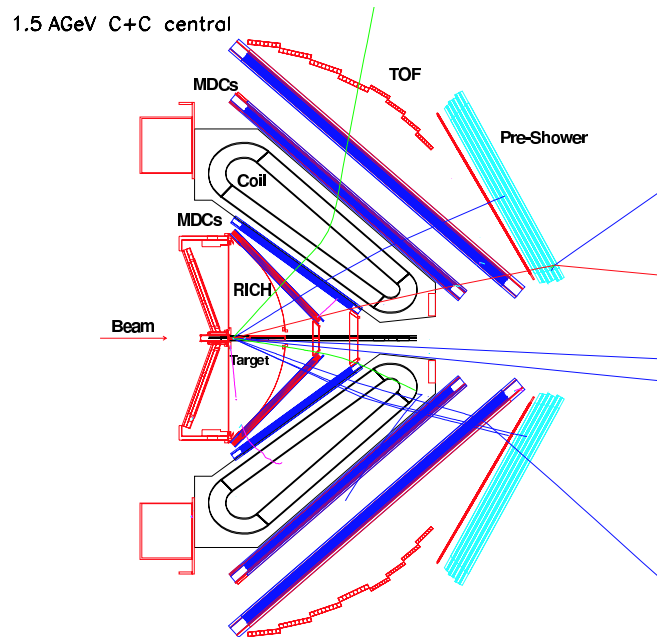 1.5 AGeV C+C central
TOF
MDCs
Pre-Shower
Coil
MDCs
RICH
Beam
Target